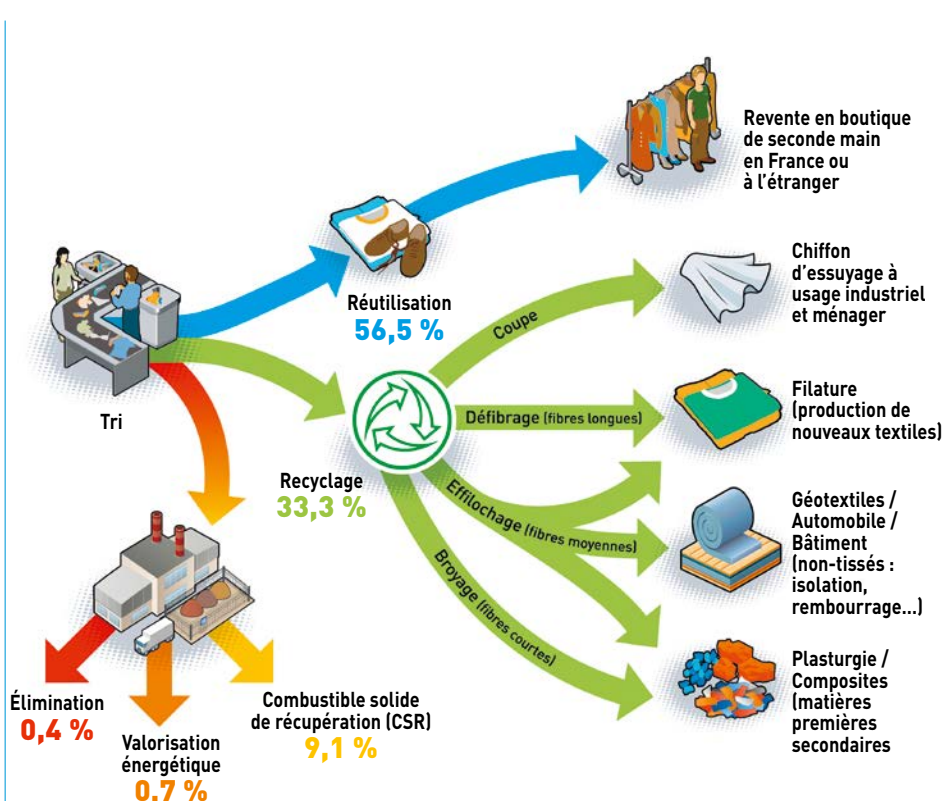 Revente en boutique
de seconde main
en France ou
à l'étranger
Réutilisation
56,5 %
Tri
Chiffon
d'essuyage à
usage industriel
et ménager
Coupe
Défibrage (fibres longues)
Filature
(production de
nouveaux textiles)
Recyclage
33,3 %
Effilochage (fibres moyennes)
Géotextiles /
Automobile /
Bâtiment
(non-tissés :
isolation,
rembourrage...)
Broyage (fibres courtes)
Plasturgie /
Composites
(matières
premières
secondaires
Élimination
0,4 %
Valorisation
énergétique
0,7 %
Combustible solide
de récupération (CSR)
9,1 %